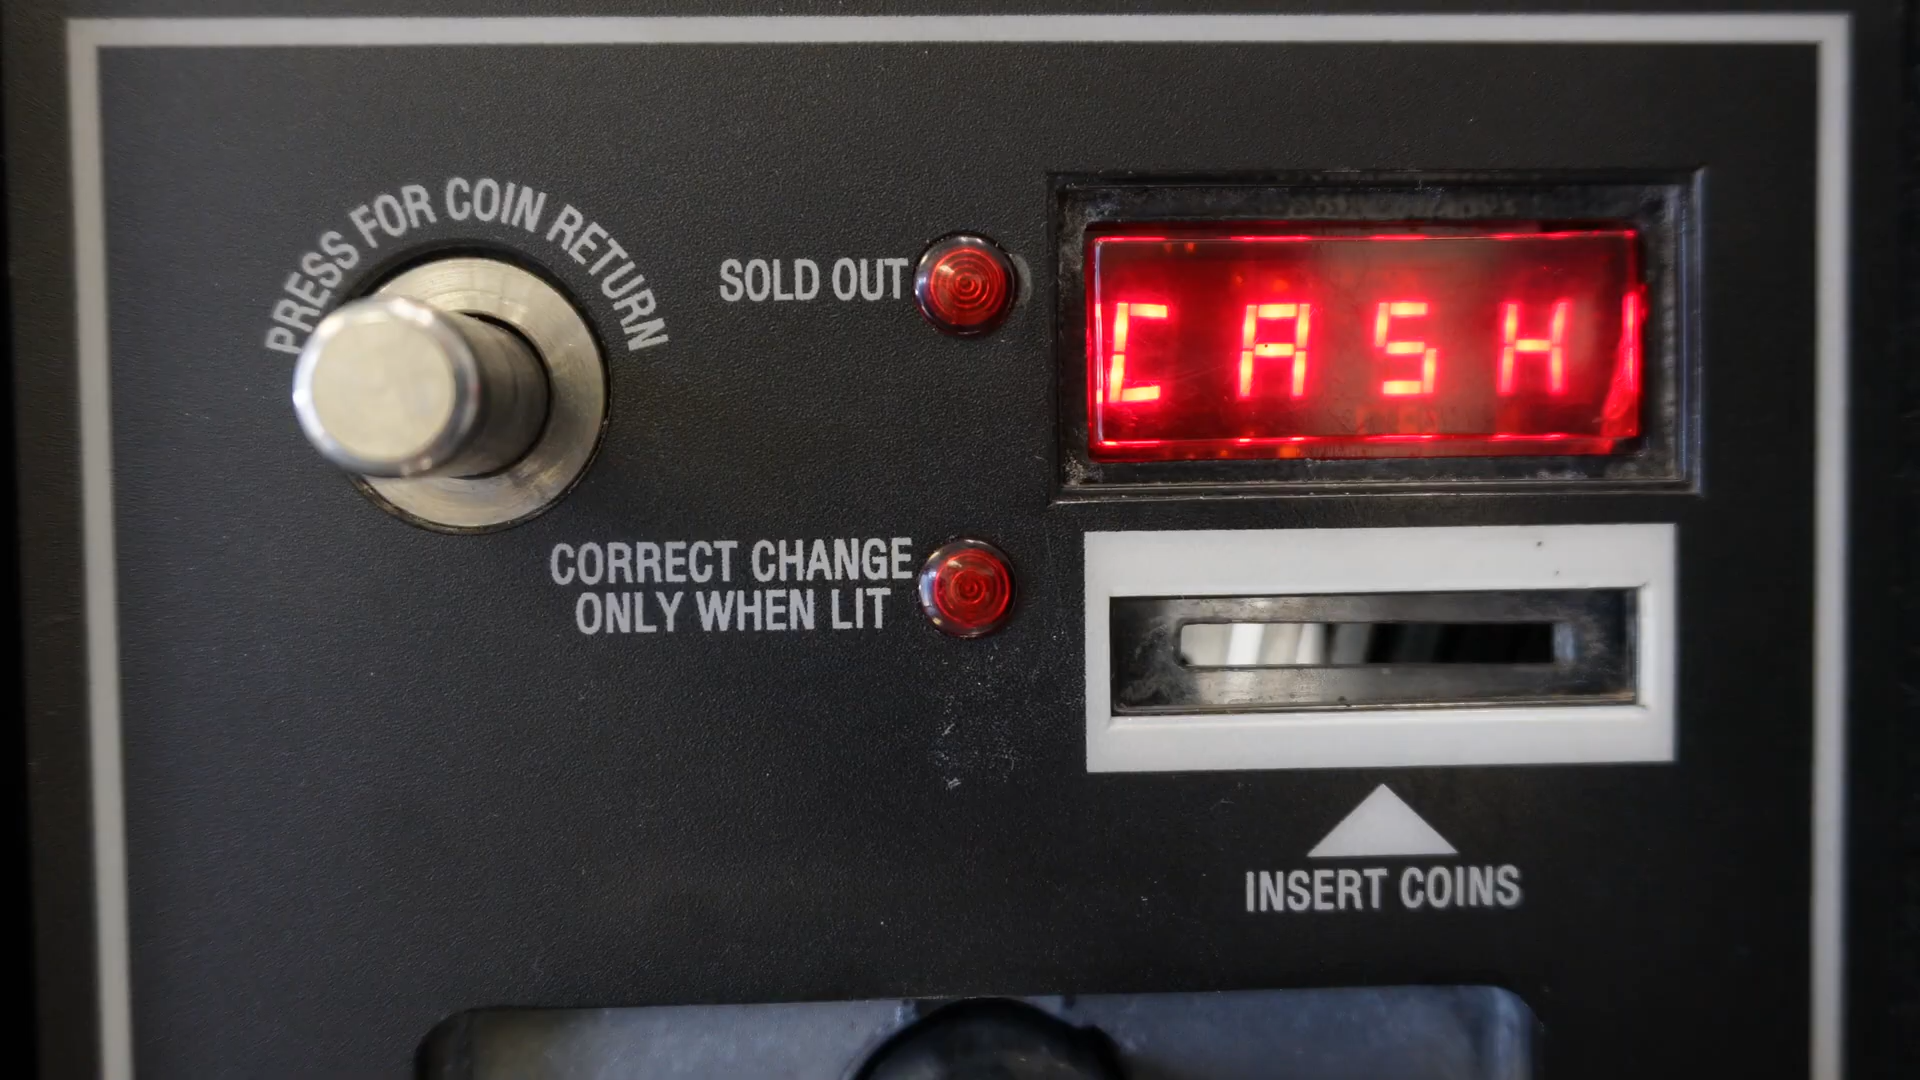 PRESS FOR COIN RETURN
SOLD OUT
CASH
CORRECT CHANGE
ONLY WHEN LIT
INSERT COINS